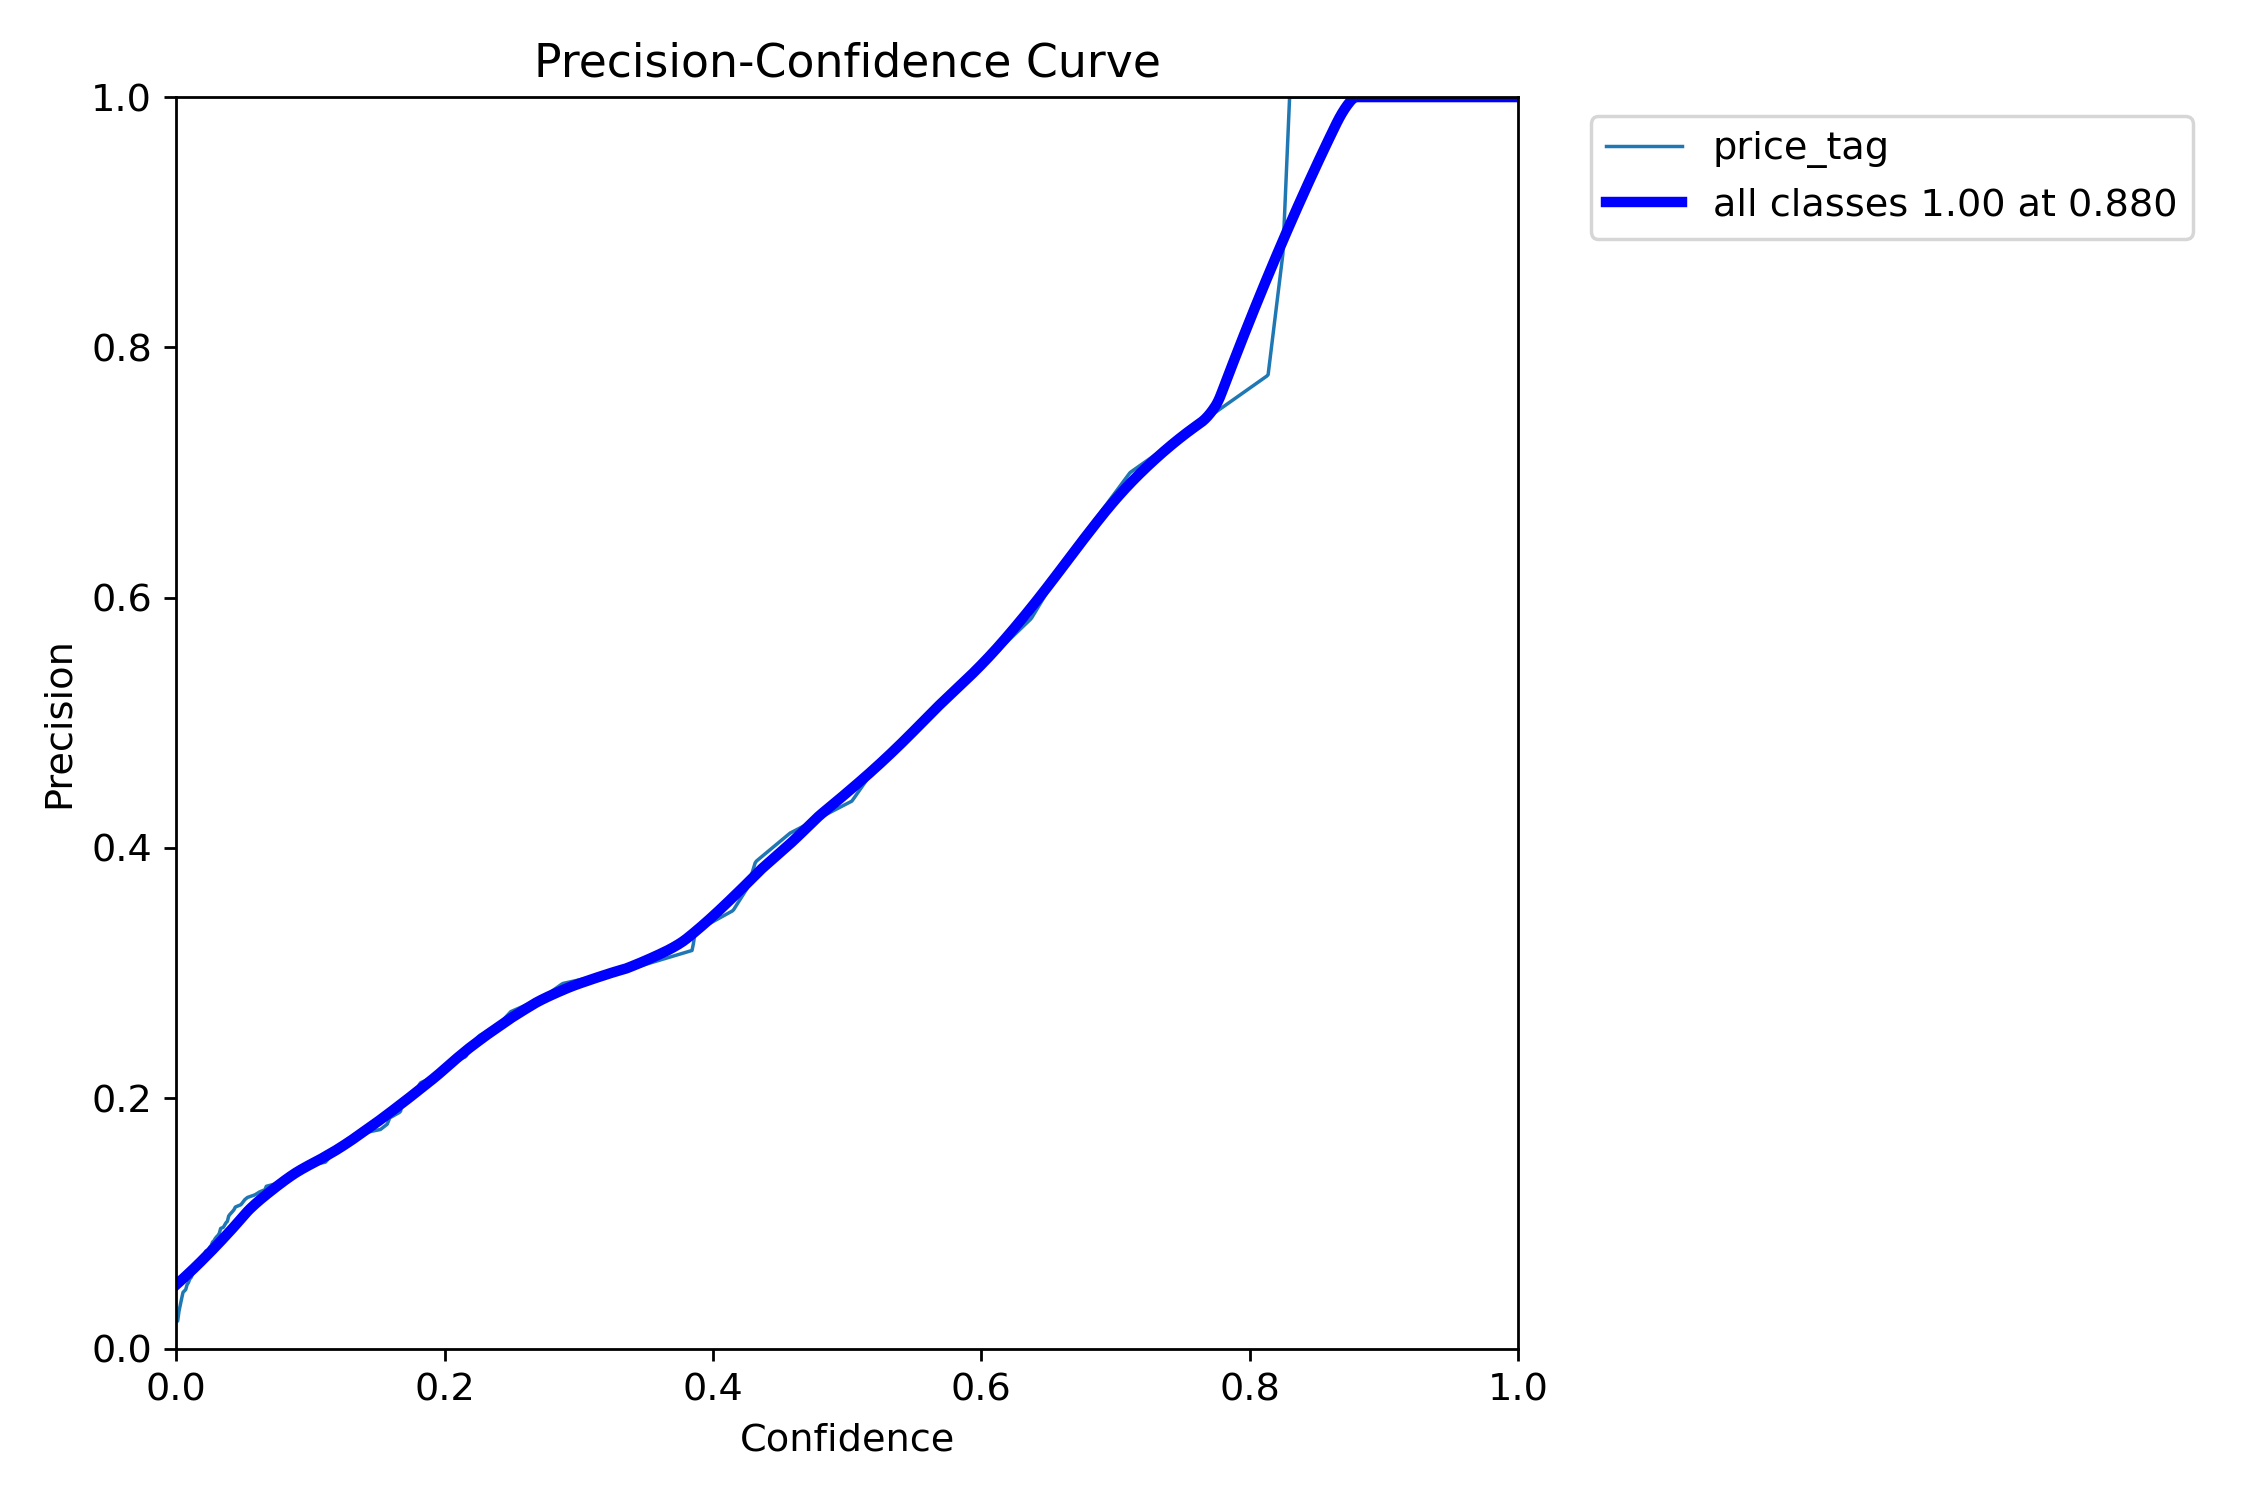 Precision-Confidence Curve
1.0
0.8
0.6
0.4
0.2
0.0
Precision
0.0 0.2 0.4 0.6 0.8 1.0
Confidence
price_tag
all classes 1.00 at 0.880